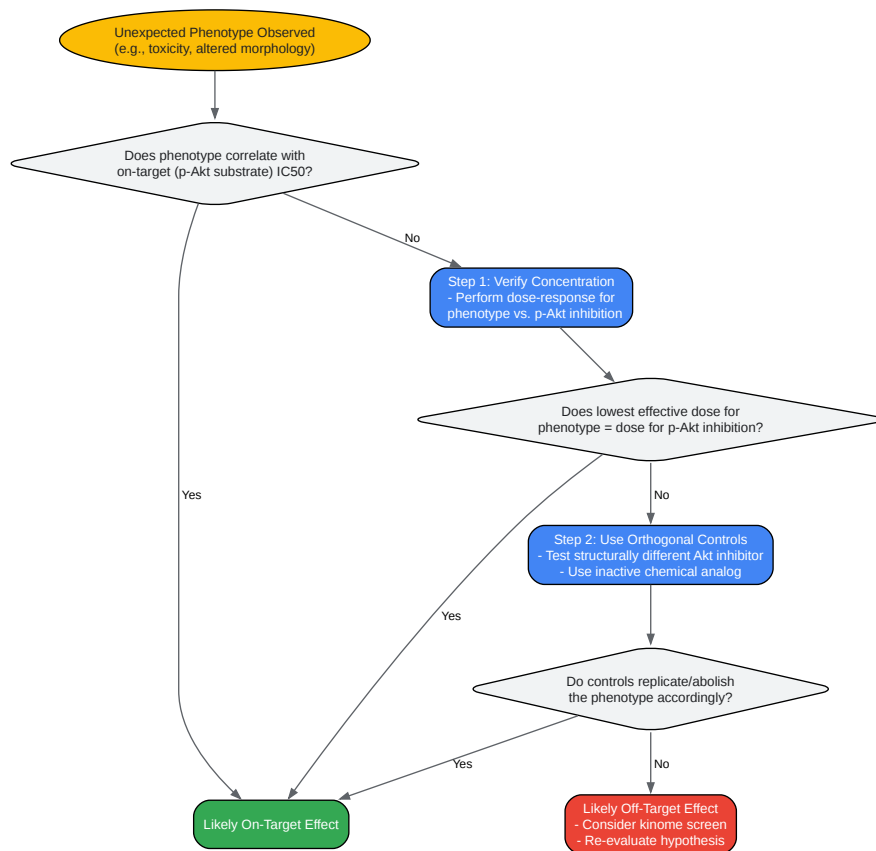 Unexpected Phenotype Observed
(e.g., toxicity, altered morphology)
Does phenotype correlate with
on-target (p-Akt substrate) IC50?
No
Step 1: Verify Concentration
- Perform dose-response for
phenotype vs. p-Akt inhibition
Does lowest effective dose for
phenotype = dose for p-Akt inhibition?
Yes
No
Step 2: Use Orthogonal Controls
- Test structurally different Akt inhibitor
- Use inactive chemical analog
Yes
Do controls replicate/abolish
the phenotype accordingly?
Yes
No
Likely On-Target Effect
Likely Off-Target Effect
- Consider kinome screen
- Re-evaluate hypothesis